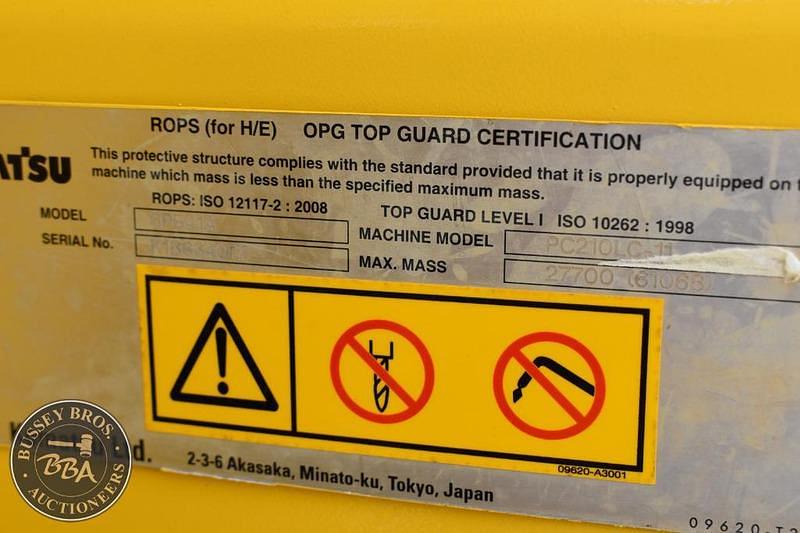 ROPS (for H/E) OPG TOP GUARD CERTIFICATION
ATSU
This protective structure complies with the standard provided that it is properly equipped on
machine which mass is less than the specified maximum mass.
ROPS: ISO 12117-2 : 2008 TOP GUARD LEVEL I ISO 10262 : 1998
MODEL
MACHINE MODEL PC210LC-11
SERIAL No.
MAX. MASS 27700 (61068)
09620-A3001
Ltd.
2-3-6 Akasaka, Minato-ku, Tokyo, Japan
BUSSEY BROS.
BBA
AUCTIONEERS